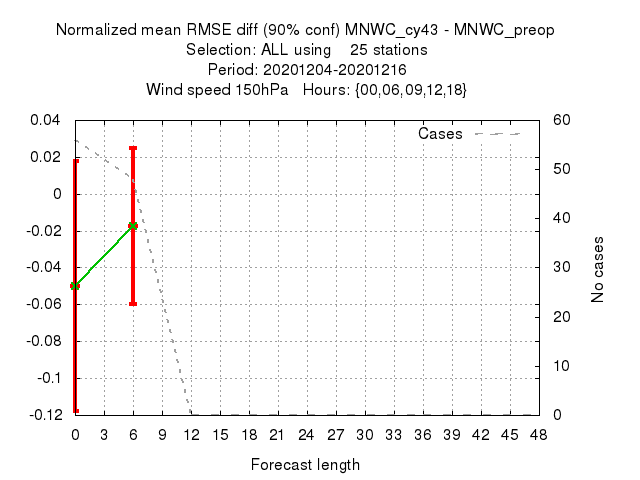 Normalized mean RMSE diff (90% conf) MNWC_cy43 - MNWC_preop
Selection: ALL using    25 stations
Period: 20201204-20201216
Wind speed 150hPa   Hours: {00,06,09,12,18}
Cases
0.04
0.02
0
-0.02
-0.04
-0.06
-0.08
-0.1
-0.12
60
50
40
30
20
10
0
No cases
0 3 6 9 12 15 18 21 24 27 30 33 36 39 42 45 48
Forecast length